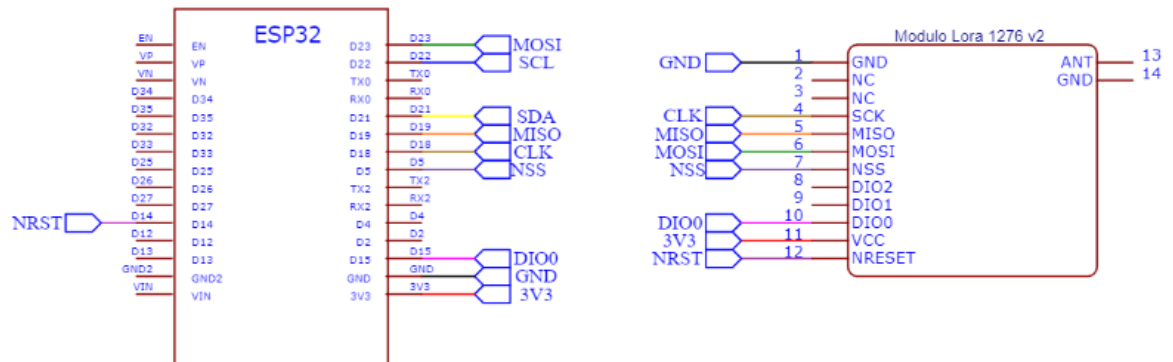 ESP32
EN
VP
VN
D34
D35
D32
D33
D25
D26
D27
NRST
D14
D12
D13
GND2
VIN
EN
VP
VN
D34
D35
D32
D33
D25
D26
D27
D14
D12
D13
GND2
VIN
D23
D22
TX0
RX0
D21
D19
D18
D5
TX2
RX2
D4
D2
D15
GND
3V3
D23 MOSI
D22 SCL
TX0
RX0
D21 SDA
D19 MISO
D18 CLK
D5 NSS
TX2
RX2
D4
D2
D15 DIO0
GND GND
3V3 3V3
Modulo Lora 1276 v2
GND 1 GND
2 NC
3 NC
CLK 4 SCK
MISO 5 MISO
MOSI 6 MOSI
NSS 7 NSS
8 DIO2
9 DIO1
DIO0 10 DIO0
3V3 11 VCC
NRST 12 NRESET
ANT 13
GND 14